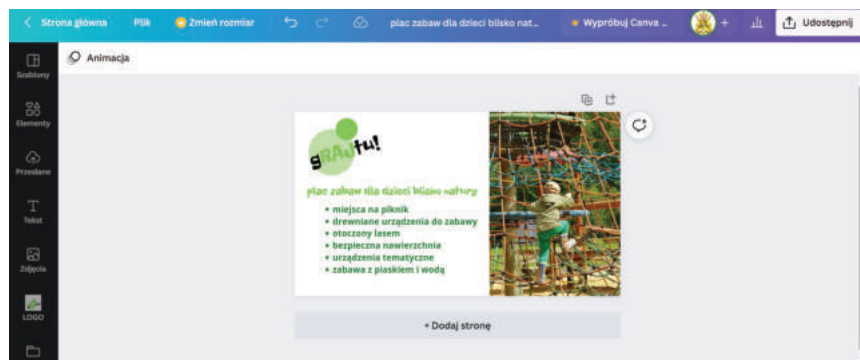 Strona główna Plik Zmień rozmiar plac zabaw dla dzieci blisko nat... Wypróbuj Canva ... + Udostępnij
Animacja
Szablony
Elementy
Przesłane
Tekst
Zdjęcia
LOGO
gRAJtu!
plac zabaw dla dzieci blisko natury
• miejsca na piknik
• drewniane urządzenia do zabawy
• otoczony lasem
• bezpieczna nawierzchnia
• urządzenia tematyczne
• zabawa z piaskiem i wodą
+ Dodaj stronę